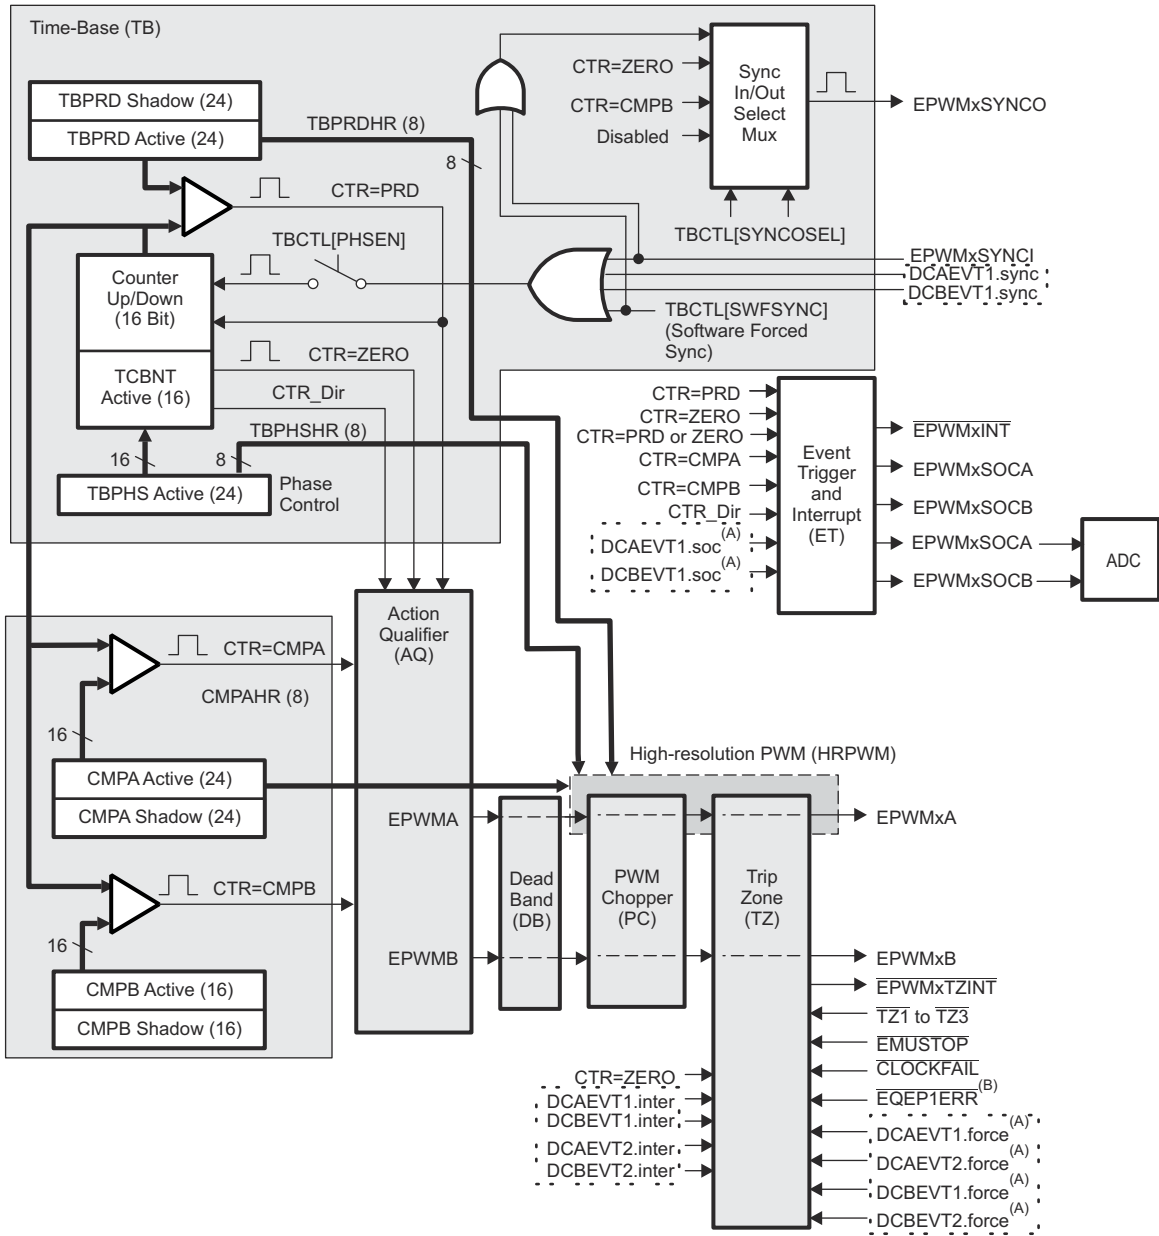 Time-Base (TB)
TBPRD Shadow (24)
TBPRD Active (24)
TBPRDHR (8)
8
CTR=PRD
TBCTL[PHSEN]
Counter
Up/Down
(16 Bit)
TCBNT
Active (16)
CTR=ZERO
CTR_Dir
TBPHSHR (8)
16
8
TBPHS Active (24)
Phase
Control
CTR=ZERO
CTR=CMPB
Disabled
Sync
In/Out
Select
Mux
EPWMxSYNCO
TBCTL[SYNCOSEL]
EPWMxSYNCI
DCAEVT1.sync
DCBEVT1.sync
TBCTL[SWFSYNC]
(Software Forced
Sync)
CTR=PRD
CTR=ZERO
CTR=PRD or ZERO
CTR=CMPA
CTR=CMPB
CTR_Dir
DCAEVT1.soc(A)
DCBEVT1.soc(A)
Event
Trigger
and
Interrupt
(ET)
EPWMxINT
EPWMxSOCA
EPWMxSOCB
EPWMxSOCA
EPWMxSOCB
ADC
Action
Qualifier
(AQ)
CTR=CMPA
CMPAHR (8)
16
CMPA Active (24)
CMPA Shadow (24)
CTR=CMPB
16
CMPB Active (16)
CMPB Shadow (16)
EPWMA
EPWMB
High-resolution PWM (HRPWM)
Dead
Band
(DB)
PWM
Chopper
(PC)
Trip
Zone
(TZ)
EPWMxA
EPWMxB
EPWMxTZINT
TZ1 to TZ3
EMUSTOP
CLOCKFAIL
EQEP1ERR(B)
DCAEVT1.force(A)
DCAEVT2.force(A)
DCBEVT1.force(A)
DCBEVT2.force(A)
CTR=ZERO
DCAEVT1.inter
DCBEVT1.inter
DCAEVT2.inter
DCBEVT2.inter